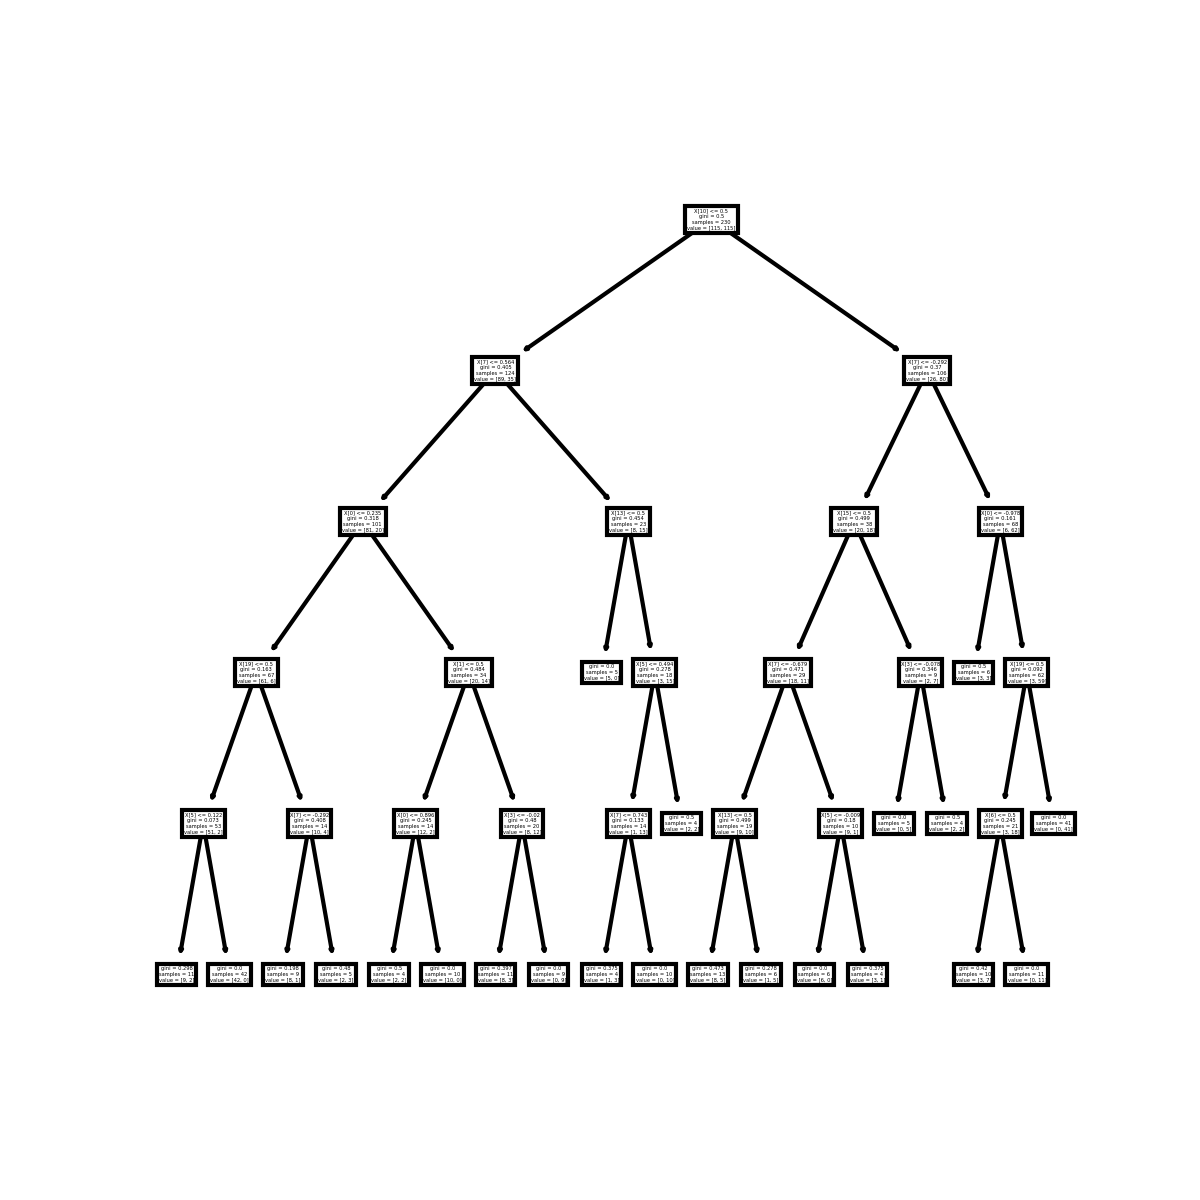 X[10] <= 0.5
gini = 0.5
samples = 230
value = [115, 115]
X[7] <= 0.564
gini = 0.405
samples = 124
value = [89, 35]
X[7] <= -0.292
gini = 0.37
samples = 106
value = [26, 80]
X[0] <= 0.235
gini = 0.318
samples = 101
value = [81, 20]
X[13] <= 0.5
gini = 0.454
samples = 23
value = [8, 15]
X[15] <= 0.5
gini = 0.499
samples = 38
value = [20, 18]
X[0] <= -0.978
gini = 0.161
samples = 68
value = [6, 62]
X[19] <= 0.5
gini = 0.163
samples = 67
value = [61, 6]
X[1] <= 0.5
gini = 0.484
samples = 34
value = [20, 14]
gini = 0.0
samples = 5
value = [5, 0]
X[5] <= 0.494
gini = 0.278
samples = 18
value = [3, 15]
X[7] <= -0.679
gini = 0.471
samples = 29
value = [18, 11]
X[3] <= -0.078
gini = 0.346
samples = 9
value = [2, 7]
gini = 0.5
samples = 6
value = [3, 3]
X[19] <= 0.5
gini = 0.092
samples = 62
value = [3, 59]
X[5] <= 0.122
gini = 0.073
samples = 53
value = [51, 2]
X[7] <= -0.292
gini = 0.408
samples = 14
value = [10, 4]
X[0] <= 0.896
gini = 0.245
samples = 14
value = [12, 2]
X[3] <= -0.02
gini = 0.48
samples = 20
value = [8, 12]
X[7] <= 0.743
gini = 0.133
samples = 14
value = [1, 13]
gini = 0.5
samples = 4
value = [2, 2]
X[13] <= 0.5
gini = 0.499
samples = 19
value = [9, 10]
X[5] <= -0.009
gini = 0.18
samples = 10
value = [9, 1]
gini = 0.0
samples = 5
value = [0, 5]
gini = 0.5
samples = 4
value = [2, 2]
X[6] <= 0.5
gini = 0.245
samples = 21
value = [3, 18]
gini = 0.0
samples = 41
value = [0, 41]
gini = 0.298
samples = 11
value = [9, 2]
gini = 0.0
samples = 42
value = [42, 0]
gini = 0.198
samples = 9
value = [8, 1]
gini = 0.48
samples = 5
value = [2, 3]
gini = 0.5
samples = 4
value = [2, 2]
gini = 0.0
samples = 10
value = [10, 0]
gini = 0.397
samples = 11
value = [8, 3]
gini = 0.0
samples = 9
value = [0, 9]
gini = 0.375
samples = 4
value = [1, 3]
gini = 0.0
samples = 10
value = [0, 10]
gini = 0.473
samples = 13
value = [8, 5]
gini = 0.278
samples = 6
value = [1, 5]
gini = 0.0
samples = 6
value = [6, 0]
gini = 0.375
samples = 4
value = [3, 1]
gini = 0.42
samples = 10
value = [3, 7]
gini = 0.0
samples = 11
value = [0, 11]